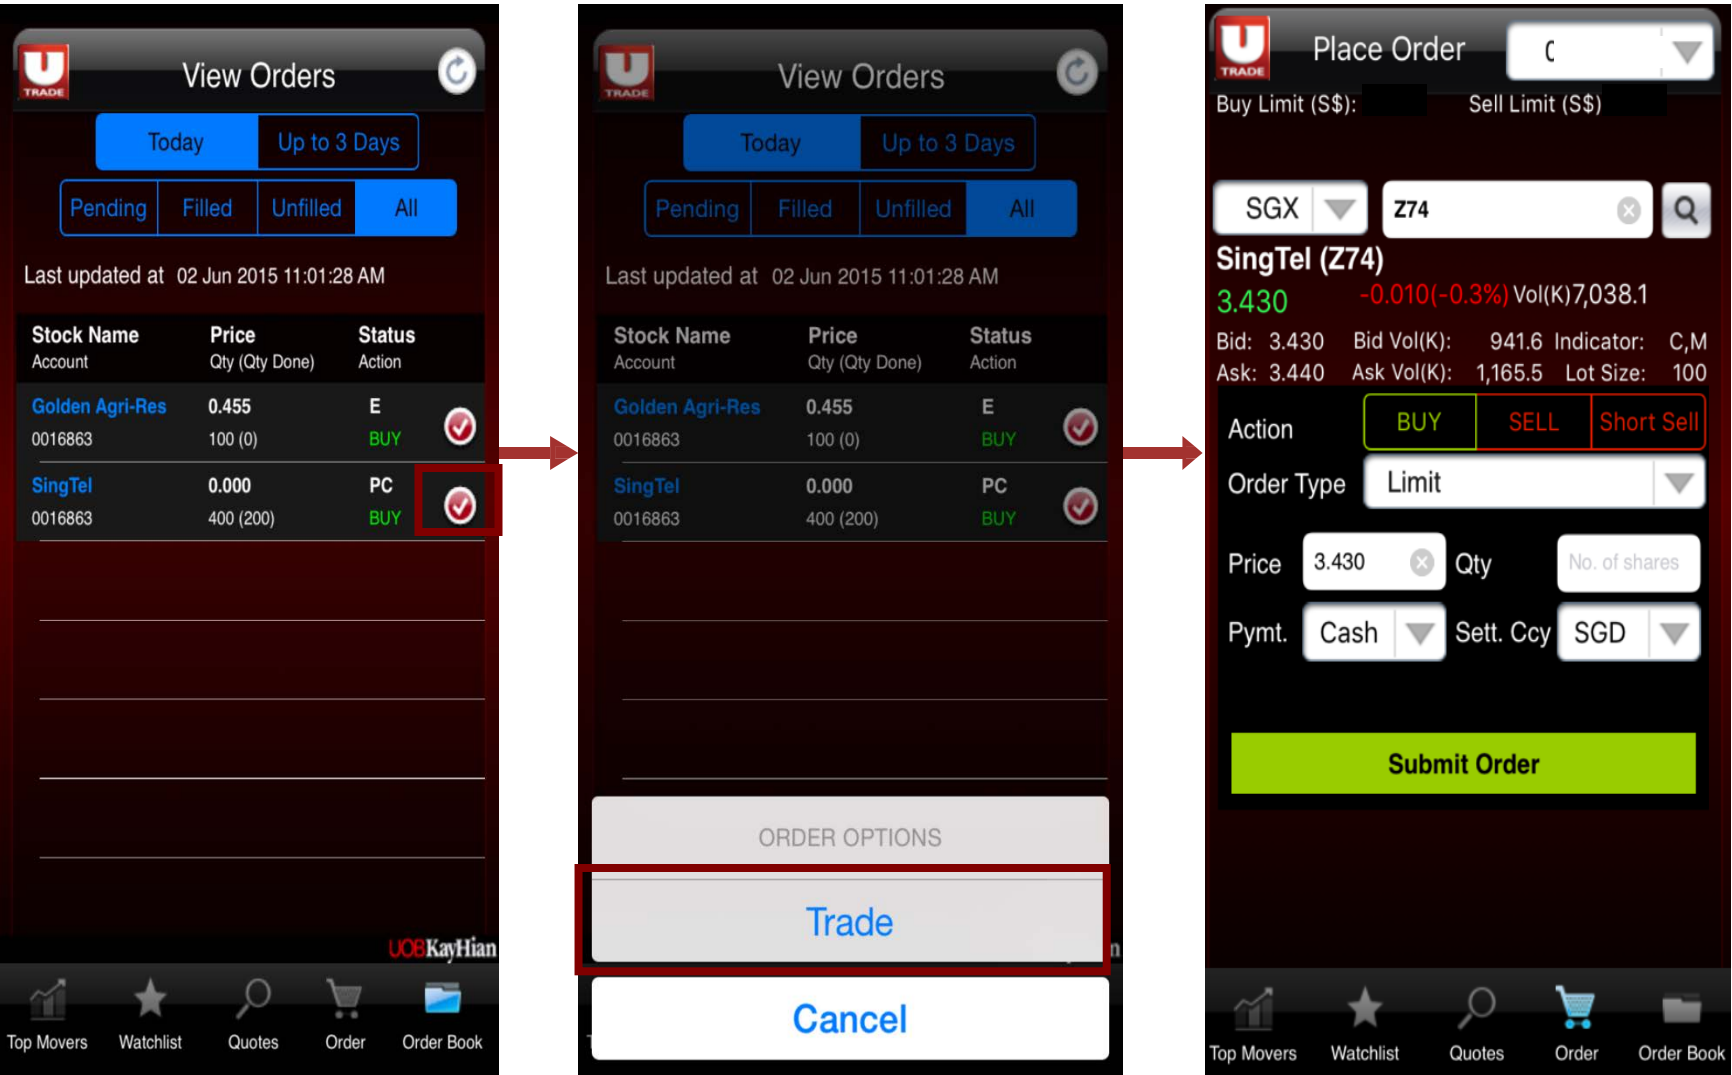 U
TRADE
View Orders
Today
Up to 3 Days
Pending
Filled
Unfilled
All
Last updated at 02 Jun 2015 11:01:28 AM
Stock Name Price Status
Account Qty (Qty Done) Action
Golden Agri-Res 0.455 E
0016863 100 (0) BUY
SingTel 0.000 PC
0016863 400 (200) BUY
UOBKayHian
Top Movers
Watchlist
Quotes
Order
Order Book
U
TRADE
View Orders
Today
Up to 3 Days
Pending
Filled
Unfilled
All
Last updated at 02 Jun 2015 11:01:28 AM
Stock Name Price Status
Account Qty (Qty Done) Action
Golden Agri-Res 0.455 E
0016863 100 (0) BUY
SingTel 0.000 PC
0016863 400 (200) BUY
ORDER OPTIONS
Trade
Cancel
U
TRADE
Place Order
Buy Limit (S$): Sell Limit (S$)
SGX
Z74
SingTel (Z74)
3.430 -0.010(-0.3%) Vol(K)7,038.1
Bid: 3.430 Bid Vol(K): 941.6 Indicator: C,M
Ask: 3.440 Ask Vol(K): 1,165.5 Lot Size: 100
Action BUY SELL Short Sell
Order Type Limit
Price 3.430 Qty No. of shares
Pymt. Cash Sett. Ccy SGD
Submit Order
Top Movers
Watchlist
Quotes
Order
Order Book